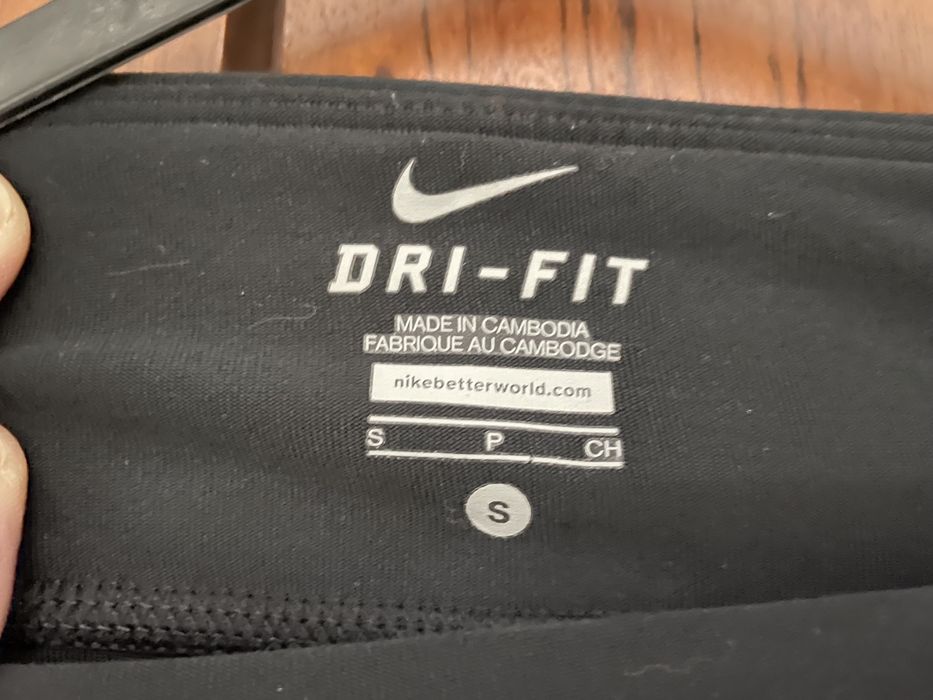 DRI-FIT
MADE IN CAMBODIA
FABRIQUE AU CAMBODGE
nikebetterworld.com
S P CH
S